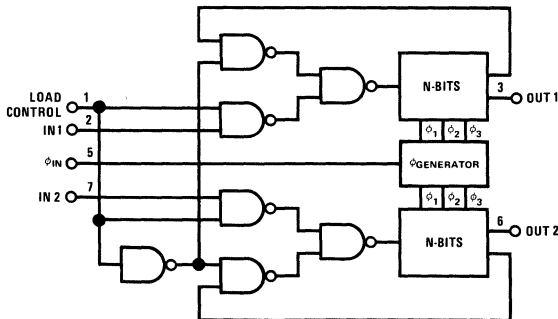 LOAD
CONTROL 1
IN 1 2
ϕIN 5
IN 2 7
N-BITS
3 OUT 1
ϕ1 ϕ2 ϕ3
ϕGENERATOR
ϕ1 ϕ2 ϕ3
N-BITS
6 OUT 2